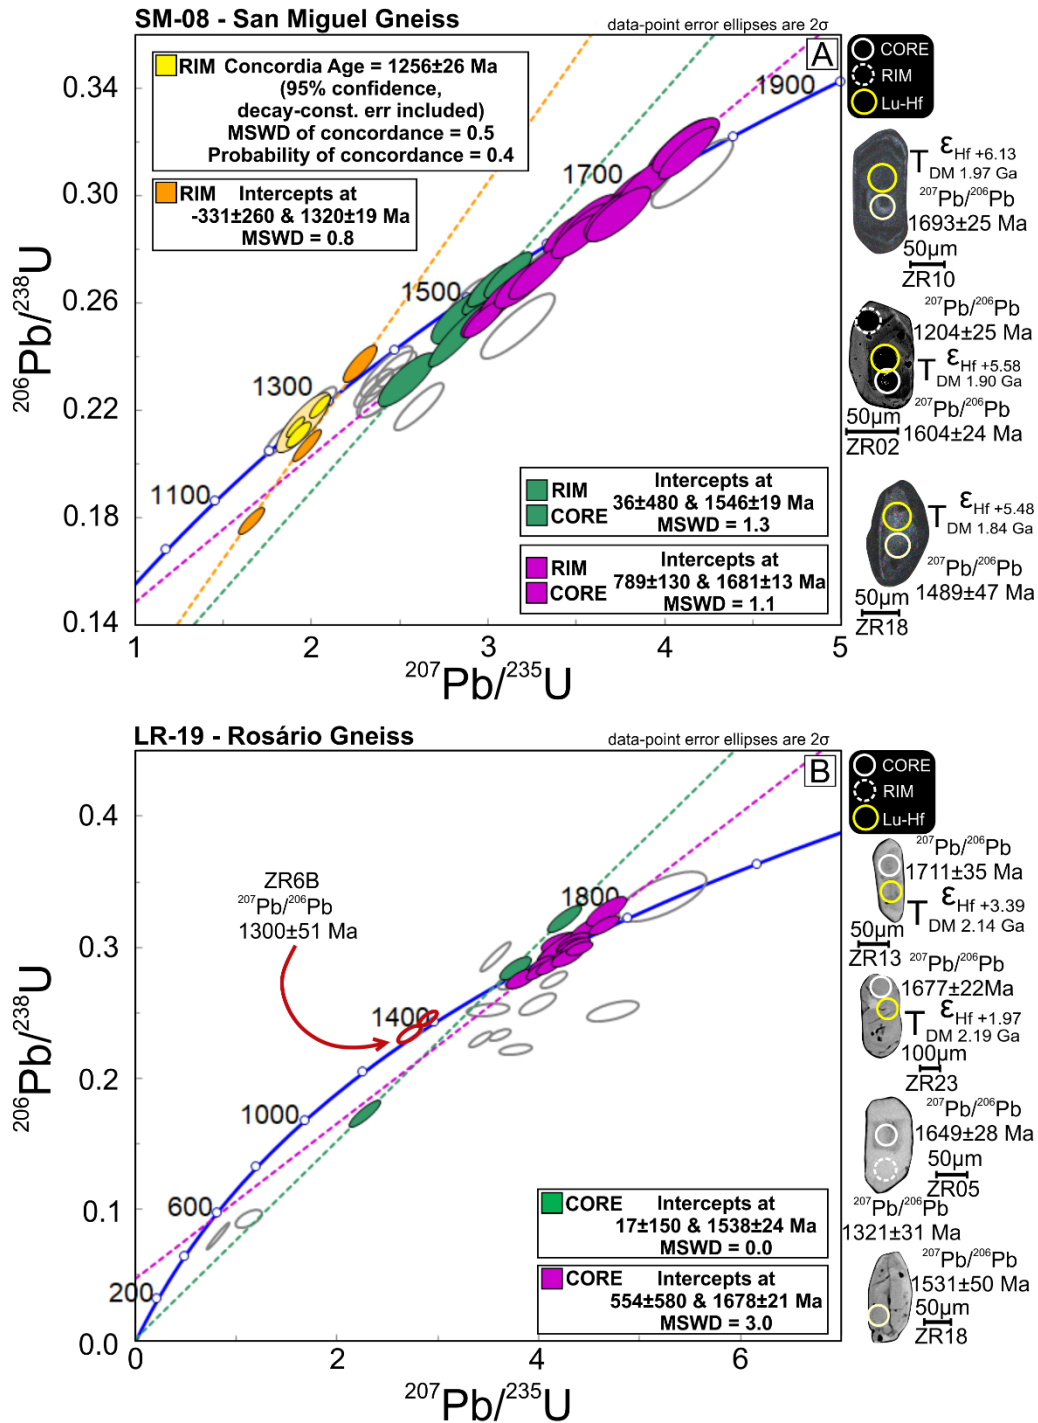 SM-08 - San Miguel Gneiss
data-point error ellipses are 2σ
A
RIM Concordia Age = 1256±26 Ma
(95% confidence,
decay-const. err included)
MSWD of concordance = 0.5
Probability of concordance = 0.4
RIM Intercepts at
-331±260 & 1320±19 Ma
MSWD = 0.8
0.34
0.30
0.26
0.22
0.18
0.14
206Pb/238U
1900
1700
1500
1300
1100
RIM Intercepts at
CORE 36±480 & 1546±19 Ma
MSWD = 1.3
RIM Intercepts at
CORE 789±130 & 1681±13 Ma
MSWD = 1.1
1 2 3 4 5
207Pb/235U
CORE
RIM
Lu-Hf
εHf +6.13
TDM 1.97 Ga
207Pb/206Pb
1693±25 Ma
50µm
ZR10
207Pb/206Pb
1204±25 Ma
εHf +5.58
TDM 1.90 Ga
207Pb/206Pb
1604±24 Ma
50µm
ZR02
εHf +5.48
TDM 1.84 Ga
207Pb/206Pb
1489±47 Ma
50µm
ZR18
LR-19 - Rosário Gneiss
data-point error ellipses are 2σ
B
0.4
0.3
0.2
0.1
0.0
206Pb/238U
ZR6B
207Pb/206Pb
1300±51 Ma
1800
1400
1000
600
200
CORE Intercepts at
17±150 & 1538±24 Ma
MSWD = 0.0
CORE Intercepts at
554±580 & 1678±21 Ma
MSWD = 3.0
0 2 4 6
207Pb/235U
CORE
RIM
Lu-Hf
207Pb/206Pb
1711±35 Ma
εHf +3.39
TDM 2.14 Ga
50µm
ZR13
207Pb/206Pb
1677±22Ma
εHf +1.97
TDM 2.19 Ga
100µm
ZR23
207Pb/206Pb
1649±28 Ma
50µm
ZR05
207Pb/206Pb
1321±31 Ma
207Pb/206Pb
1531±50 Ma
50µm
ZR18